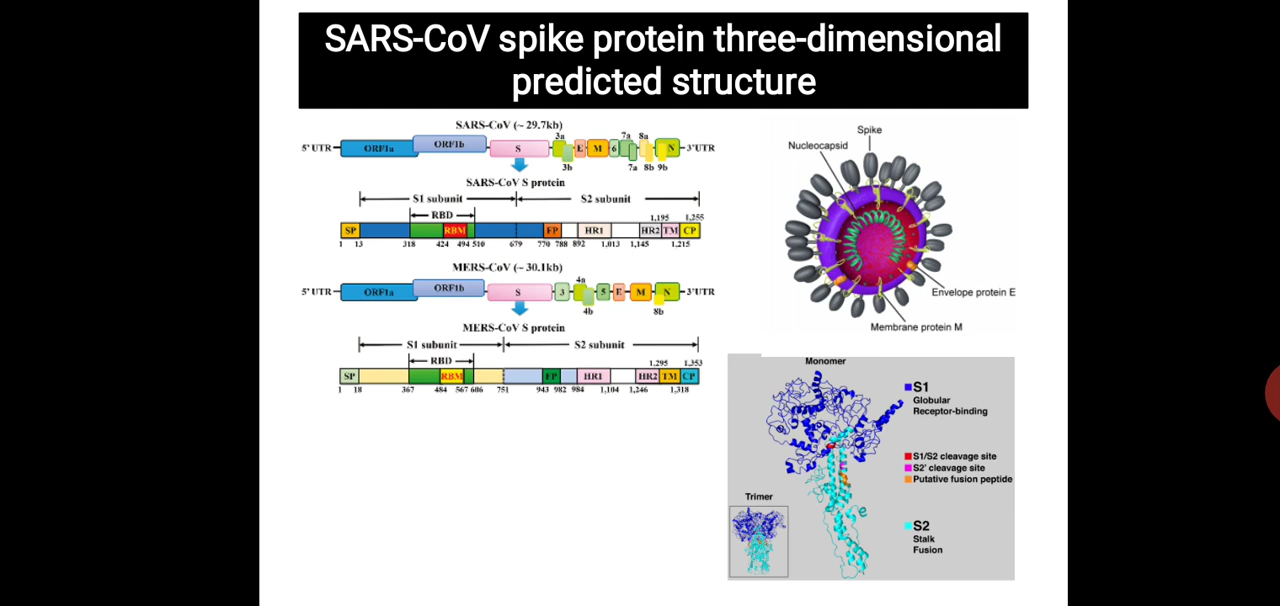 SARS-CoV spike protein three-dimensional
predicted structure
SARS-CoV (~ 29.7kb)
3a 7a 8a
5' UTR ORF1a ORF1b S E M 6 N 3'UTR
3b 7a 8b 9b
SARS-CoV S protein
S1 subunit S2 subunit
RBD 1,195 1,255
SP RBM FP HR1 HR2 TM CP
1 13 318 424 494 510 679 770 788 892 1,013 1,145 1,215
MERS-CoV (~ 30.1kb)
4a
5' UTR ORF1a ORF1b S 3 5 E M N 3'UTR
4b 8b
MERS-CoV S protein
S1 subunit S2 subunit
RBD 1,295 1,353
SP RBM FP HR1 HR2 TM CP
1 18 367 484 567 606 751 943 982 984 1,104 1,246 1,318
Spike
Nucleocapsid
Envelope protein E
Membrane protein M
Monomer
S1
Globular
Receptor-binding
S1/S2 cleavage site
S2' cleavage site
Putative fusion peptide
Trimer
S2
Stalk
Fusion